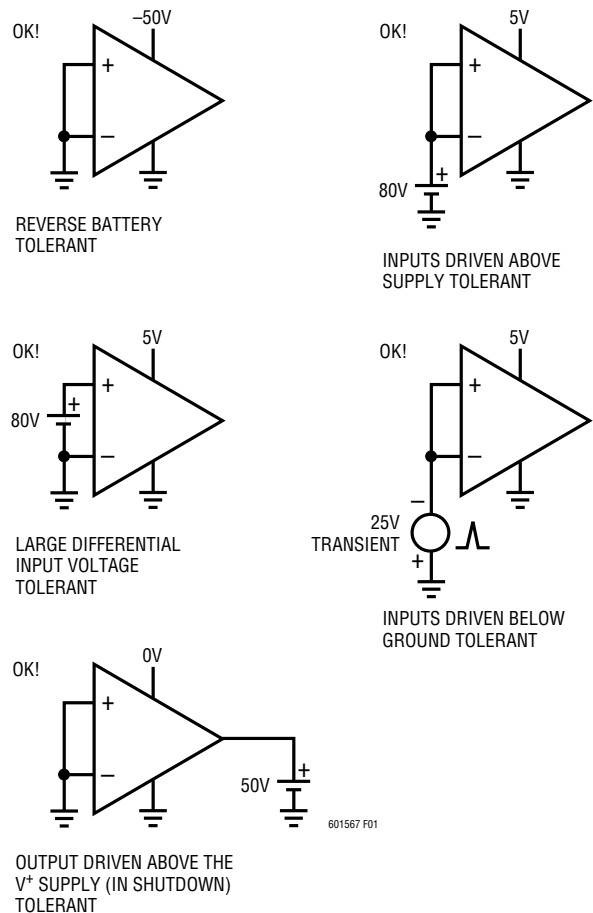 OK!
–50V
+
–
REVERSE BATTERY
TOLERANT
OK!
5V
+
–
+
80V
INPUTS DRIVEN ABOVE
SUPPLY TOLERANT
OK!
5V
+
+
80V
–
LARGE DIFFERENTIAL
INPUT VOLTAGE
TOLERANT
OK!
5V
+
–
–
25V
TRANSIENT
+
INPUTS DRIVEN BELOW
GROUND TOLERANT
OK!
0V
+
–
+
50V
601567 F01
OUTPUT DRIVEN ABOVE THE
V⁺ SUPPLY (IN SHUTDOWN)
TOLERANT